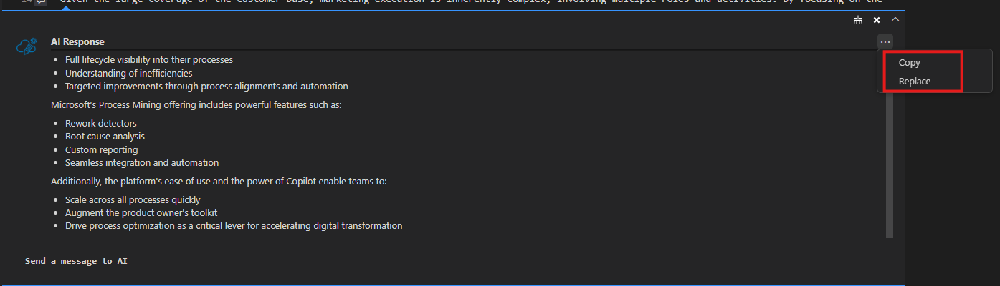 14 Given the large coverage of the customer base, marketing execution is inherently complex, involving multiple roles and activities. By focusing on the
AI Response
Full lifecycle visibility into their processes
Understanding of inefficiencies
Targeted improvements through process alignments and automation
Microsoft's Process Mining offering includes powerful features such as:
Rework detectors
Root cause analysis
Custom reporting
Seamless integration and automation
Additionally, the platform's ease of use and the power of Copilot enable teams to:
Scale across all processes quickly
Augment the product owner's toolkit
Drive process optimization as a critical lever for accelerating digital transformation
Copy
Replace
Send a message to AI